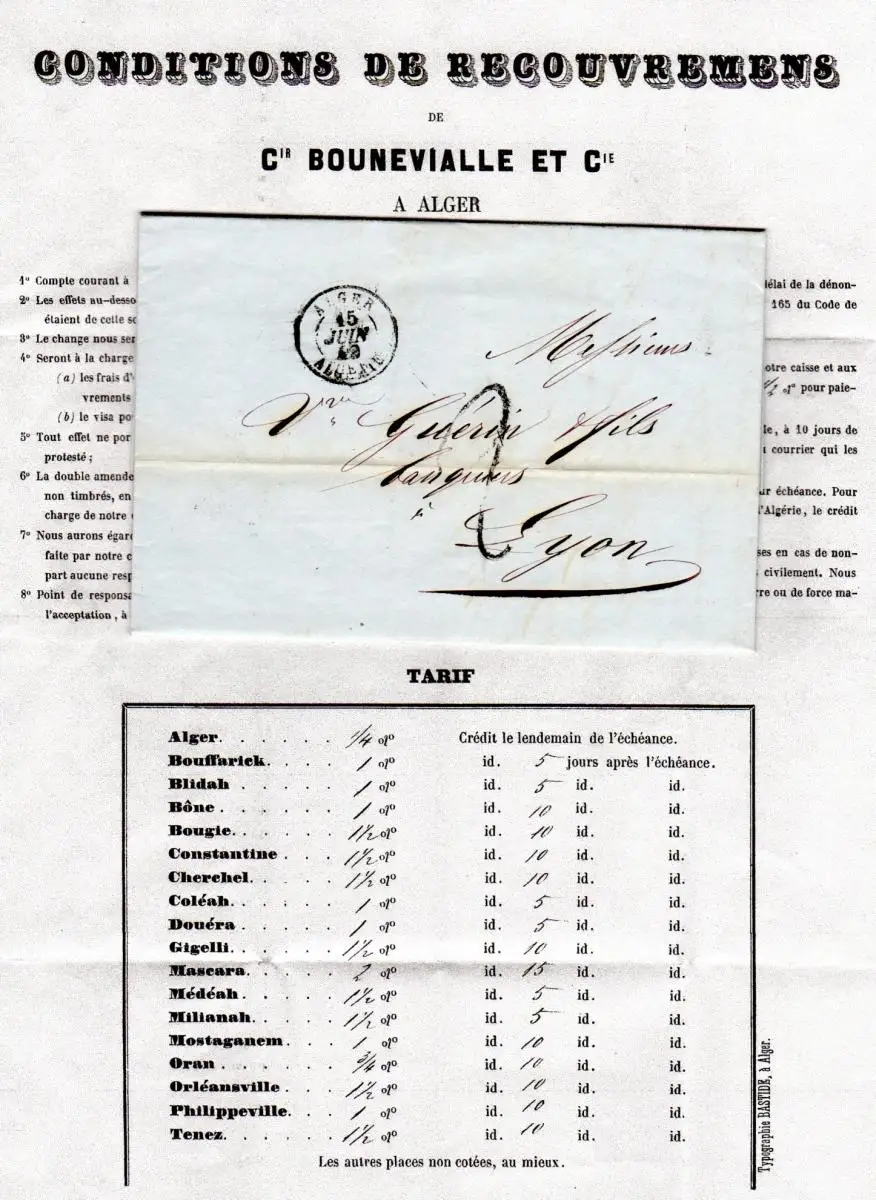 CONDITIONS DE RECOUVREMENS
DE
Cᴵᴿ BOUNEVIALLE ET Cᴵᴱ
A ALGER
1º Compte courant à
2º Les effets au-desso
étaient de cette so
3º Le change nous ser
4º Seront à la charge
(a) les frais d'
vrements
(b) le visa po
5º Tout effet ne por
protesté ;
6º La double amende
non timbrés, en
charge de notre
7º Nous aurons égard
faite par notre c
part aucune resp
8º Point de responsa
l'acceptation, à
élai de la dénon-
165 du Code de
otre caisse et aux
1/2 o/o pour paie-
le, à 10 jours de
courrier qui les
ur échéance. Pour
l'Algérie, le crédit
ses en cas de non-
civilement. Nous
re ou de force ma-
ALGER
15
JUIN
ALGERIE
Messieurs
Vve Guérin & fils
banquiers
à
Lyon
2
TARIF
Alger. . . . . . 1/4 o/o Crédit le lendemain de l'échéance.
Bouffarick. . . . 1 o/o id. 5 jours après l'échéance.
Blidah . . . . . 1 o/o id. 5 id. id.
Bône . . . . . . 1 o/o id. 10 id. id.
Bougie. . . . . . 1 1/2 o/o id. 10 id. id.
Constantine . . . 1 1/2 o/o id. 10 id. id.
Cherchel. . . . . 1 1/2 o/o id. 10 id. id.
Coléah. . . . . . 1 o/o id. 5 id. id.
Douéra . . . . . 1 o/o id. 5 id. id.
Gigelli. . . . . . 1 1/2 o/o id. 10 id. id.
Mascara. . . . . 2 o/o id. 15 id. id.
Médéah. . . . . . 1 1/2 o/o id. 5 id. id.
Milianah. . . . . 1 1/2 o/o id. 5 id. id.
Mostaganem. . . 1 o/o id. 10 id. id.
Oran . . . . . . 3/4 o/o id. 10 id. id.
Orléansville . . . 1 1/2 o/o id. 10 id. id.
Philippeville. . . 1 o/o id. 10 id. id.
Tenez. . . . . . 1 1/2 o/o id. 10 id. id.
Les autres places non cotées, au mieux.
Typographie BASTIDE, à Alger.